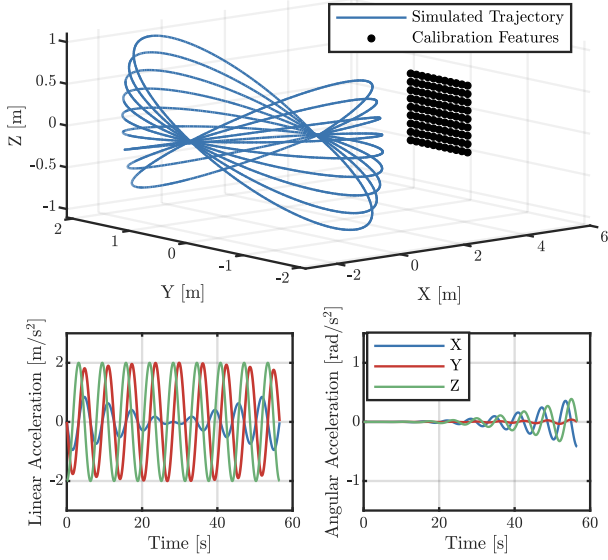 Simulated Trajectory
Calibration Features
Z [m]
1
0.5
0
-0.5
-1
2
1
0
-1
-2
Y [m]
-2
0
2
4
6
X [m]
Linear Acceleration [m/s²]
2
0
-2
0 20 40 60
Time [s]
Angular Acceleration [rad/s²]
X
Y
Z
1
0
-1
0 20 40 60
Time [s]